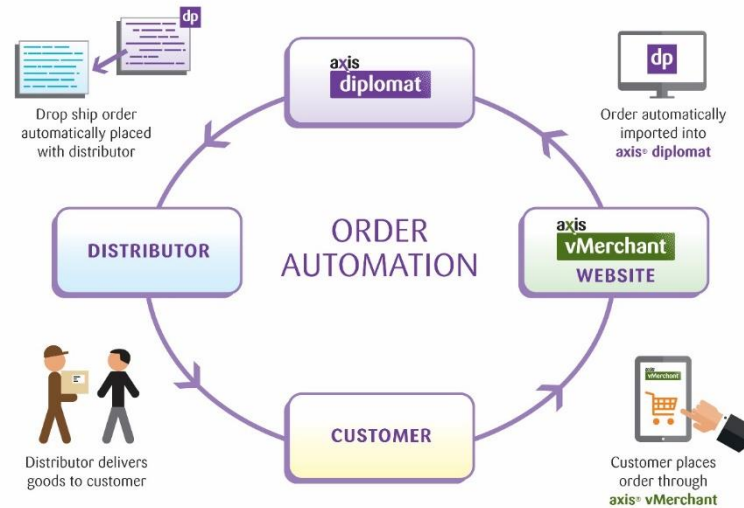 dp
Drop ship order
automatically placed
with distributor
axis
diplomat
dp
Order automatically
imported into
axis® diplomat
DISTRIBUTOR
ORDER
AUTOMATION
axis
vMerchant
WEBSITE
Distributor delivers
goods to customer
CUSTOMER
axis
vMerchant
Customer places
order through
axis® vMerchant